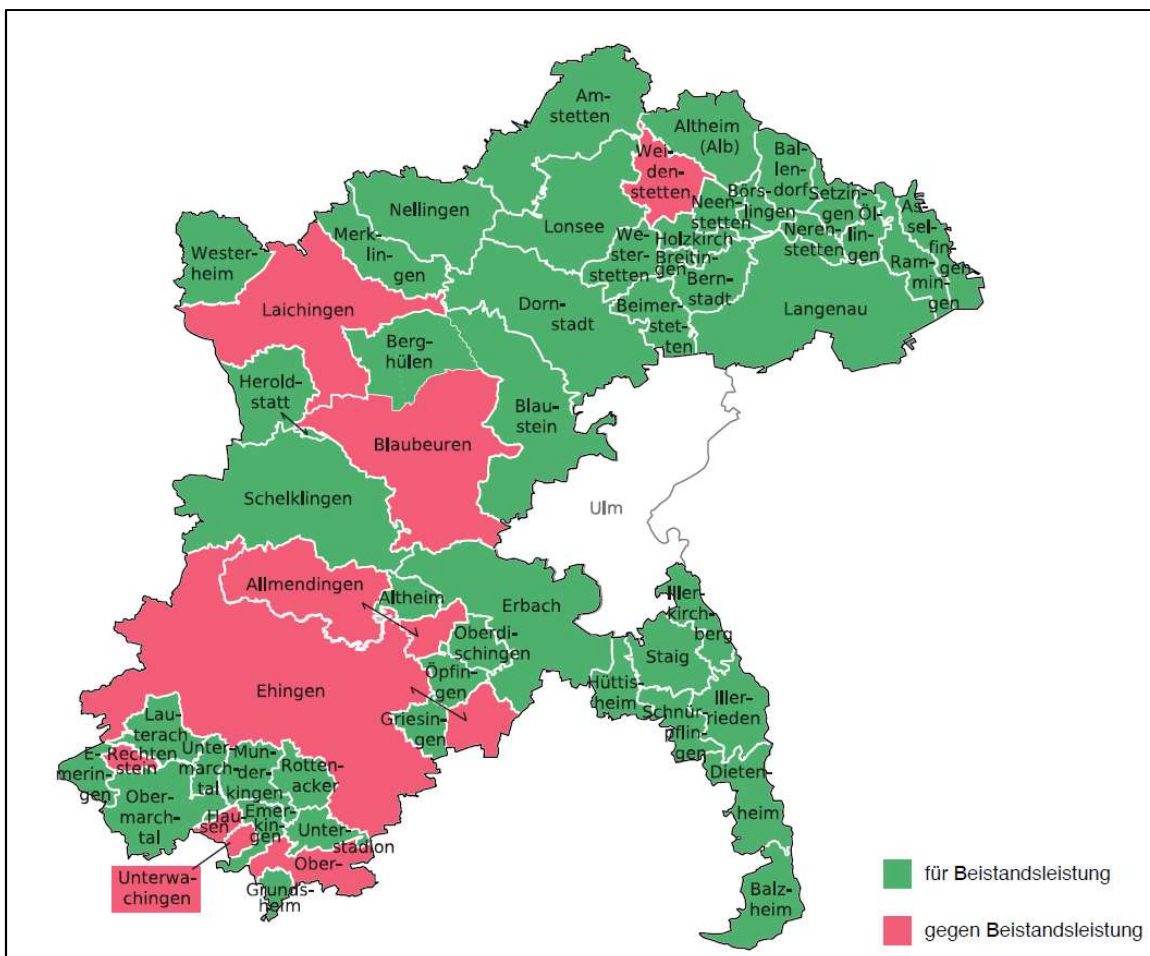 Am-
stetten
Altheim
(Alb)
Wei-
den-
stetten
Bal-
len-
dorf
Börs-
lingen
Setzin-
gen
Öl-
lin-
gen
As-
sel-
fin-
gen
Neen-
stetten
Neren-
stetten
Ram-
min-
gen
Nellingen
Lonsee
Holzkirch
Breitin-
gen
We-
ster-
stetten
Bern-
stadt
Langenau
Beimer-
stet-
ten
Dorn-
stadt
Merk-
lingen
Wester-
heim
Laichingen
Berg-
hülen
Herold-
statt
Blau-
stein
Blaubeuren
Schelklingen
Ulm
Allmendingen
Altheim
Erbach
Oberdi-
schingen
Öpfin-
gen
Ehingen
Griesin-
gen
Iller-
kirch-
berg
Staig
Hüttis-
heim
Schnür-
pflin-
gen
Iller-
rieden
Dieten-
heim
Balz-
heim
Lau-
terach
E-
merin-
gen
Rechten
stein
Unter-
march-
tal
Mun-
der-
kingen
Rotten-
acker
Ober-
march-
tal
Hau-
sen
Emer-
kin-
gen
Unter-
stadion
Ober-
Unterwa-
chingen
Grunds-
heim
für Beistandsleistung
gegen Beistandsleistung